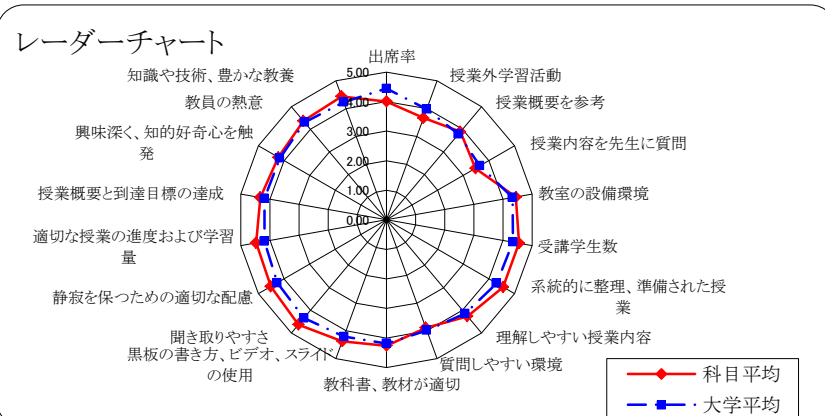 レーダーチャート
出席率
授業外学習活動
授業概要を参考
授業内容を先生に質問
教室の設備環境
受講学生数
系統的に整理、準備された授
業
理解しやすい授業内容
質問しやすい環境
教科書、教材が適切
黒板の書き方、ビデオ、スライド
の使用
聞き取りやすさ
静寂を保つための適切な配慮
適切な授業の進度および学習
量
授業概要と到達目標の達成
興味深く、知的好奇心を触
発
教員の熱意
知識や技術、豊かな教養
5.00
4.00
3.00
2.00
1.00
0.00
科目平均
大学平均